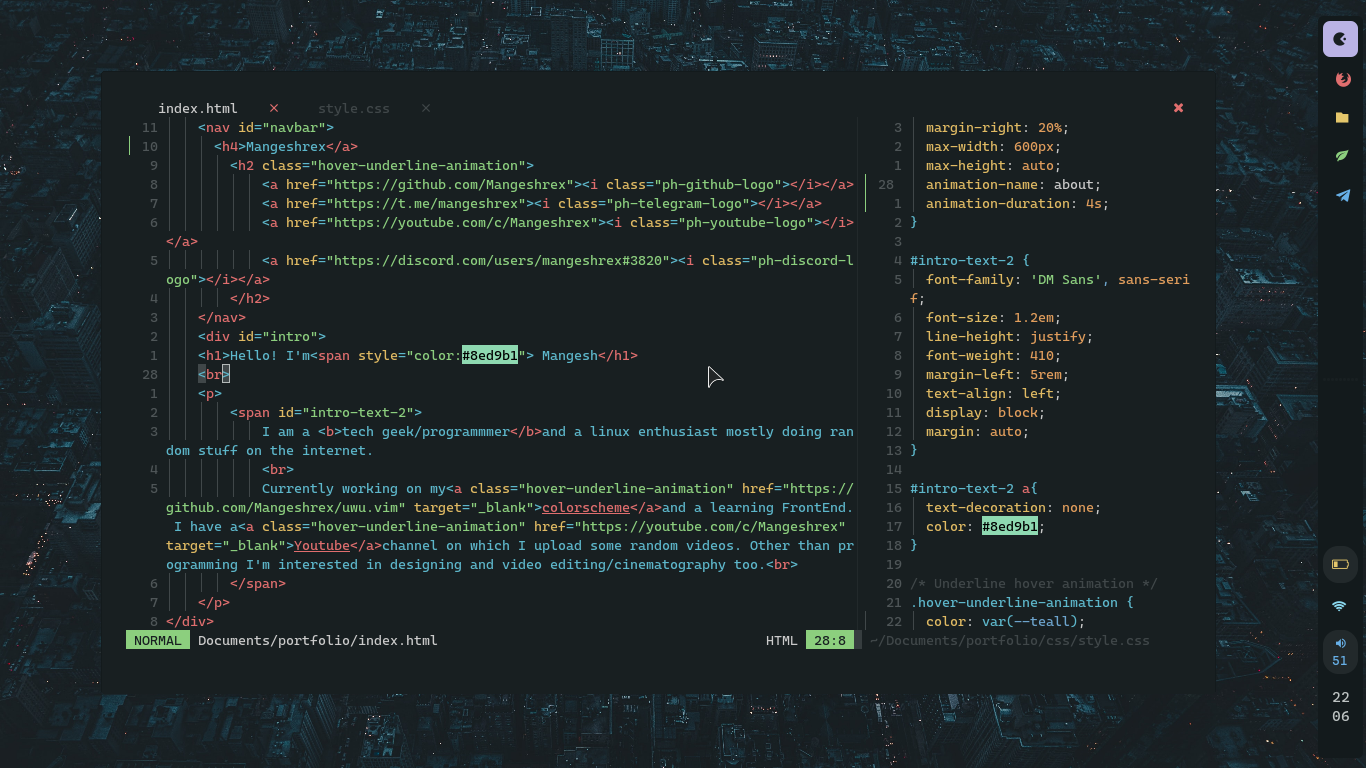 index.html × style.css ×
11 <nav id="navbar">
10 <h4>Mangeshrex</a>
9 <h2 class="hover-underline-animation">
8 <a href="https://github.com/Mangeshrex"><i class="ph-github-logo"></i></a>
7 <a href="https://t.me/mangeshrex"><i class="ph-telegram-logo"></i></a>
6 <a href="https://youtube.com/c/Mangeshrex"><i class="ph-youtube-logo"></i>
</a>
5 <a href="https://discord.com/users/mangeshrex#3820"><i class="ph-discord-l
ogo"></i></a>
4 </h2>
3 </nav>
2 <div id="intro">
1 <h1>Hello! I'm<span style="color:#8ed9b1"> Mangesh</h1>
28 <br>
1 <p>
2 <span id="intro-text-2">
3 I am a <b>tech geek/programmmer</b>and a linux enthusiast mostly doing ran
dom stuff on the internet.
4 <br>
5 Currently working on my<a class="hover-underline-animation" href="https://
github.com/Mangeshrex/uwu.vim" target="_blank">colorscheme</a>and a learning FrontEnd.
I have a<a class="hover-underline-animation" href="https://youtube.com/c/Mangeshrex"
target="_blank">Youtube</a>channel on which I upload some random videos. Other than pr
ogramming I'm interested in designing and video editing/cinematography too.<br>
6 </span>
7 </p>
8 </div>
NORMAL Documents/portfolio/index.html HTML 28:8
3 margin-right: 20%;
2 max-width: 600px;
1 max-height: auto;
28 animation-name: about;
1 animation-duration: 4s;
2 }
3
4 #intro-text-2 {
5 font-family: 'DM Sans', sans-seri
f;
6 font-size: 1.2em;
7 line-height: justify;
8 font-weight: 410;
9 margin-left: 5rem;
10 text-align: left;
11 display: block;
12 margin: auto;
13 }
14
15 #intro-text-2 a{
16 text-decoration: none;
17 color: #8ed9b1;
18 }
19
20 /* Underline hover animation */
21 .hover-underline-animation {
22 color: var(--teall);
~/Documents/portfolio/css/style.css
51
22
06